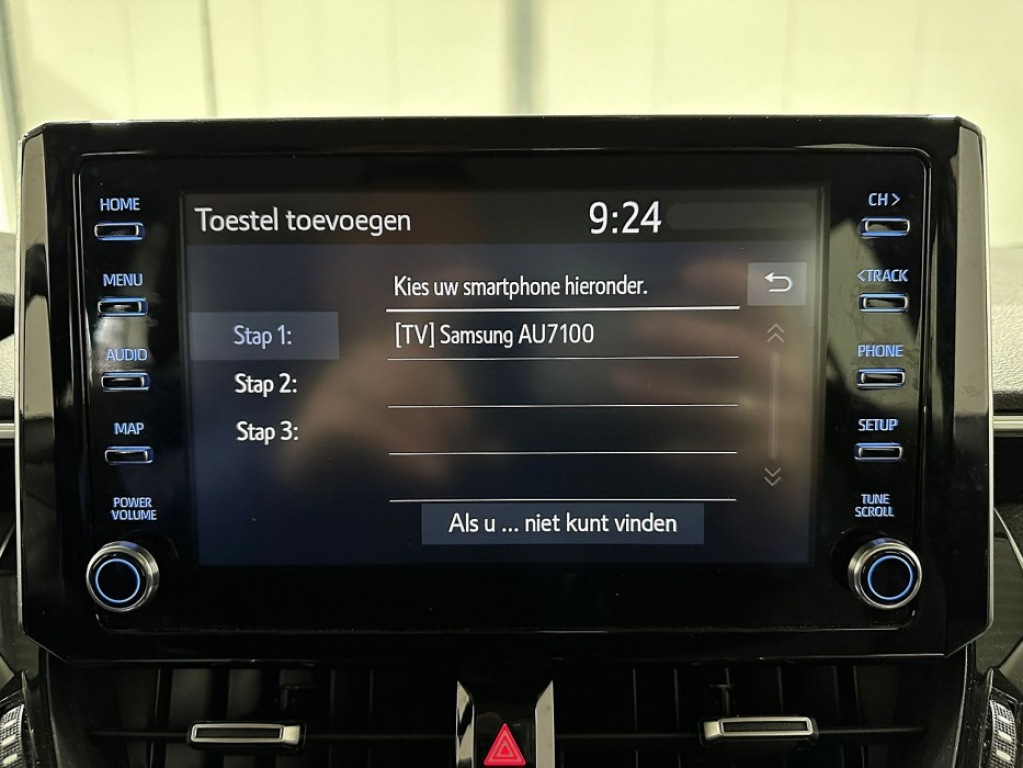 HOME
MENU
AUDIO
MAP
POWER
VOLUME
Toestel toevoegen
9:24
Kies uw smartphone hieronder.
Stap 1:
[TV] Samsung AU7100
Stap 2:
Stap 3:
Als u ... niet kunt vinden
CH >
<TRACK
PHONE
SETUP
TUNE
SCROLL